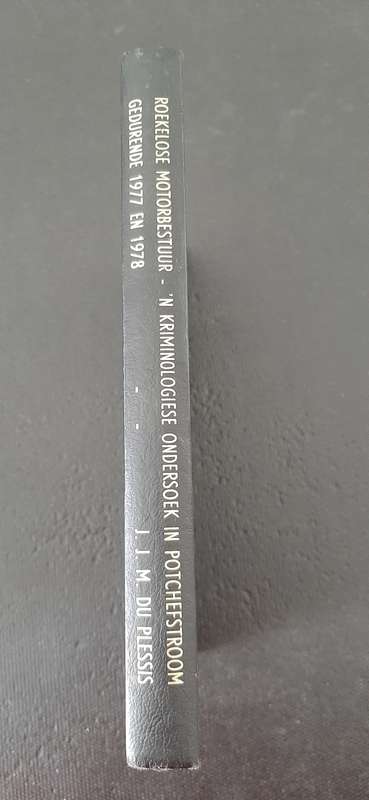 ROEKELOSE MOTORBESTUUR - 'N KRIMINOLOGIESE ONDERSOEK IN POTCHEFSTROOM
GEDURENDE 1977 EN 1978 - - J. J. M. DU PLESSIS